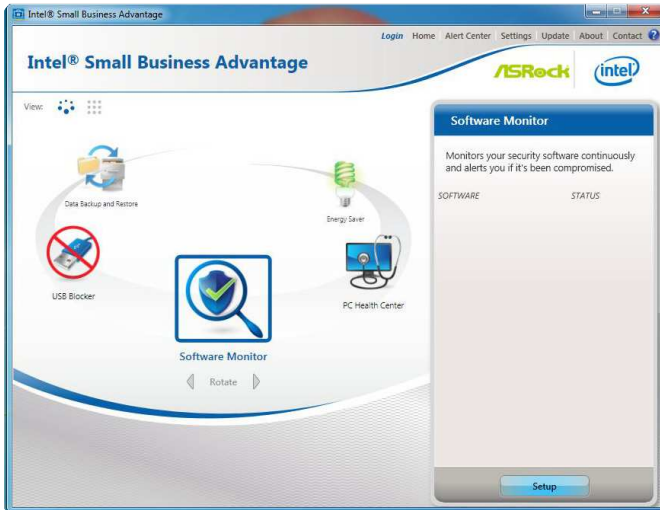 Intel® Small Business Advantage
Login Home Alert Center Settings Update About Contact ?
Intel® Small Business Advantage
ASRock
intel
View:
Software Monitor
Monitors your security software continuously
and alerts you if it's been compromised.
SOFTWARE STATUS
Data Backup and Restore
Energy Saver
USB Blocker
PC Health Center
Software Monitor
Rotate
Setup